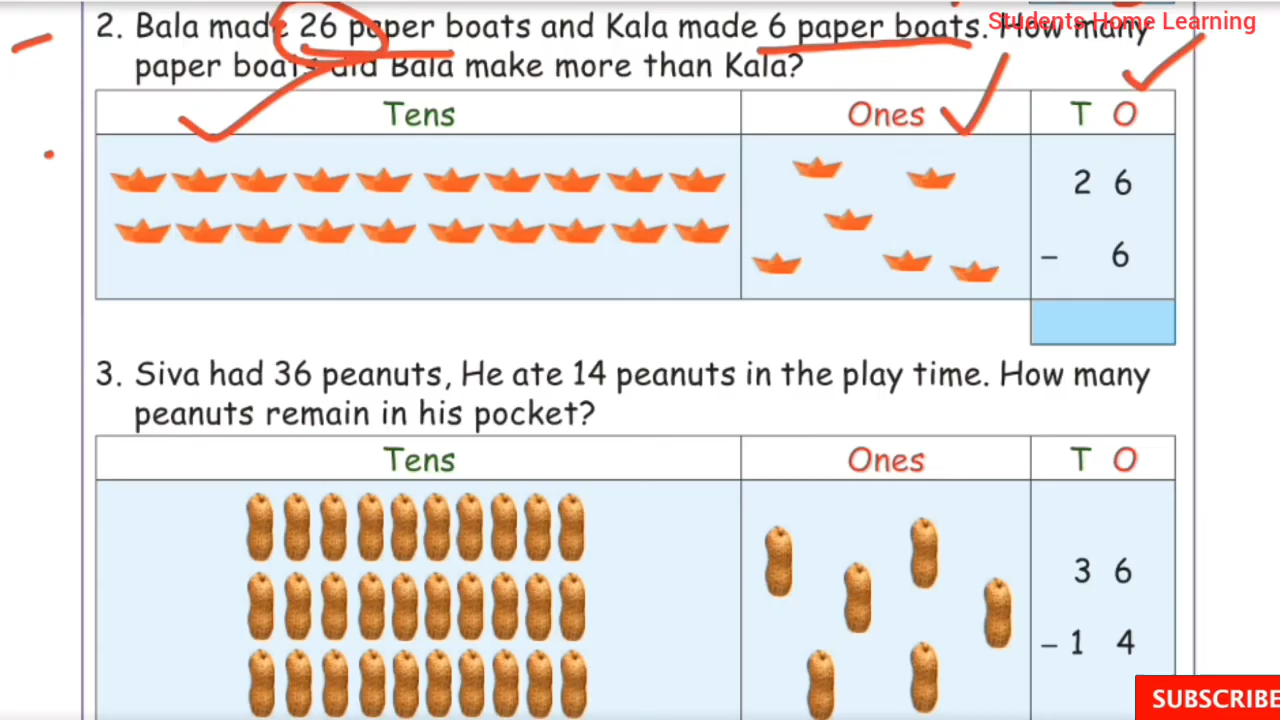 Students Home Learning
2. Bala made 26 paper boats and Kala made 6 paper boats. How many
paper boats did Bala make more than Kala?
Tens Ones T O
2 6
– 6
3. Siva had 36 peanuts, He ate 14 peanuts in the play time. How many
peanuts remain in his pocket?
Tens Ones T O
3 6
– 1 4
SUBSCRIBE